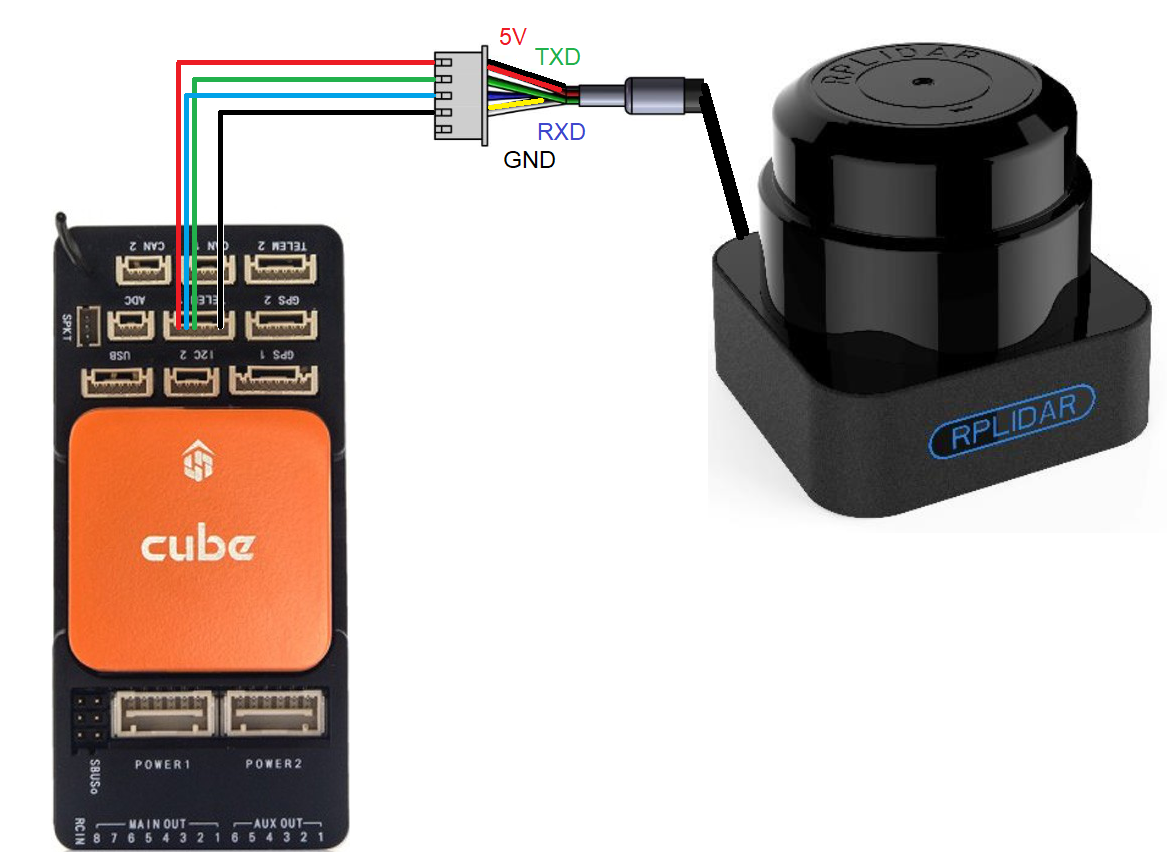 5V
TXD
RXD
GND
RPLIDAR
RPLIDAR
CAN 2
CAN 1
TELEM 2
ADC
GPS 2
SPKT
USB
I2C 2
GPS 1
cube
POWER1
POWER2
SBUSo
RCIN
MAIN OUT
AUX OUT
8 7 6 5 4 3 2 1
6 5 4 3 2 1